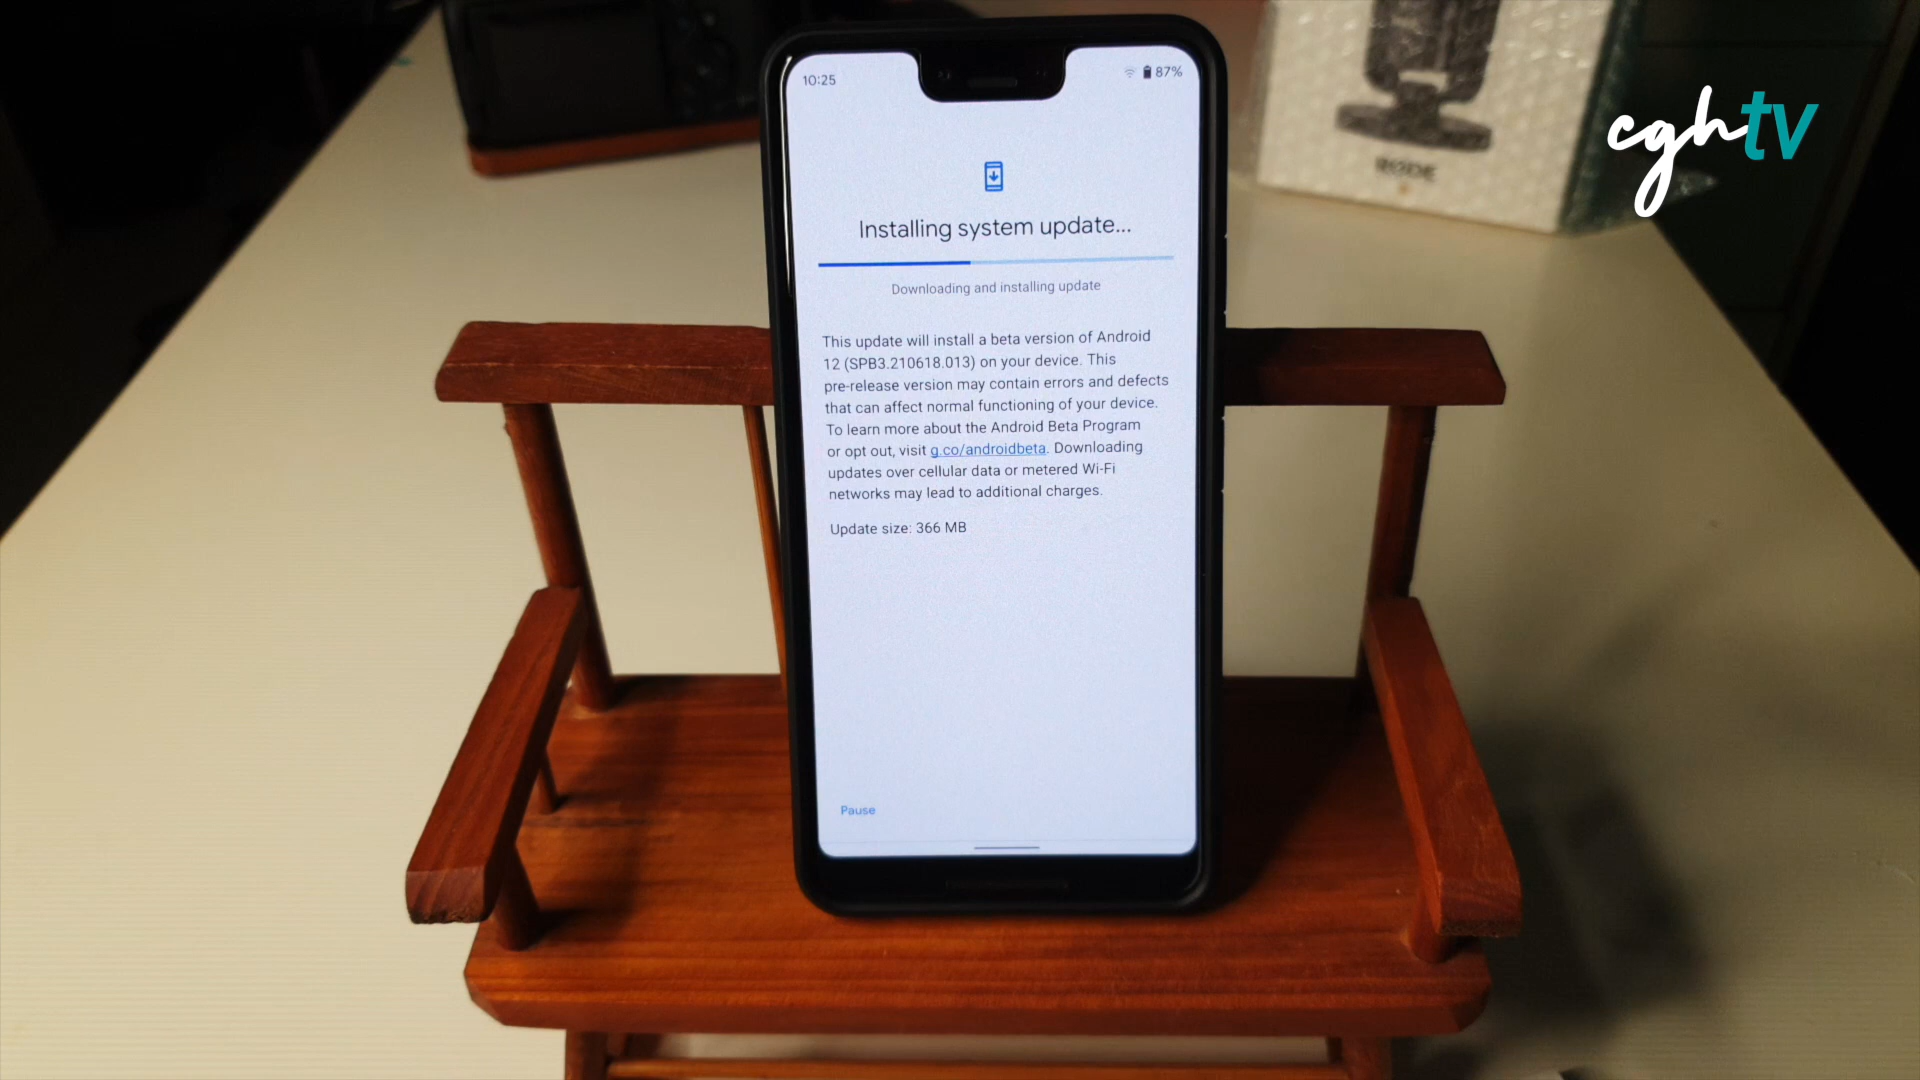 10:25
87%
cghtv
RODE
Installing system update...
Downloading and installing update
This update will install a beta version of Android
12 (SPB3.210618.013) on your device. This
pre-release version may contain errors and defects
that can affect normal functioning of your device.
To learn more about the Android Beta Program
or opt out, visit g.co/androidbeta. Downloading
updates over cellular data or metered Wi-Fi
networks may lead to additional charges.
Update size: 366 MB
Pause